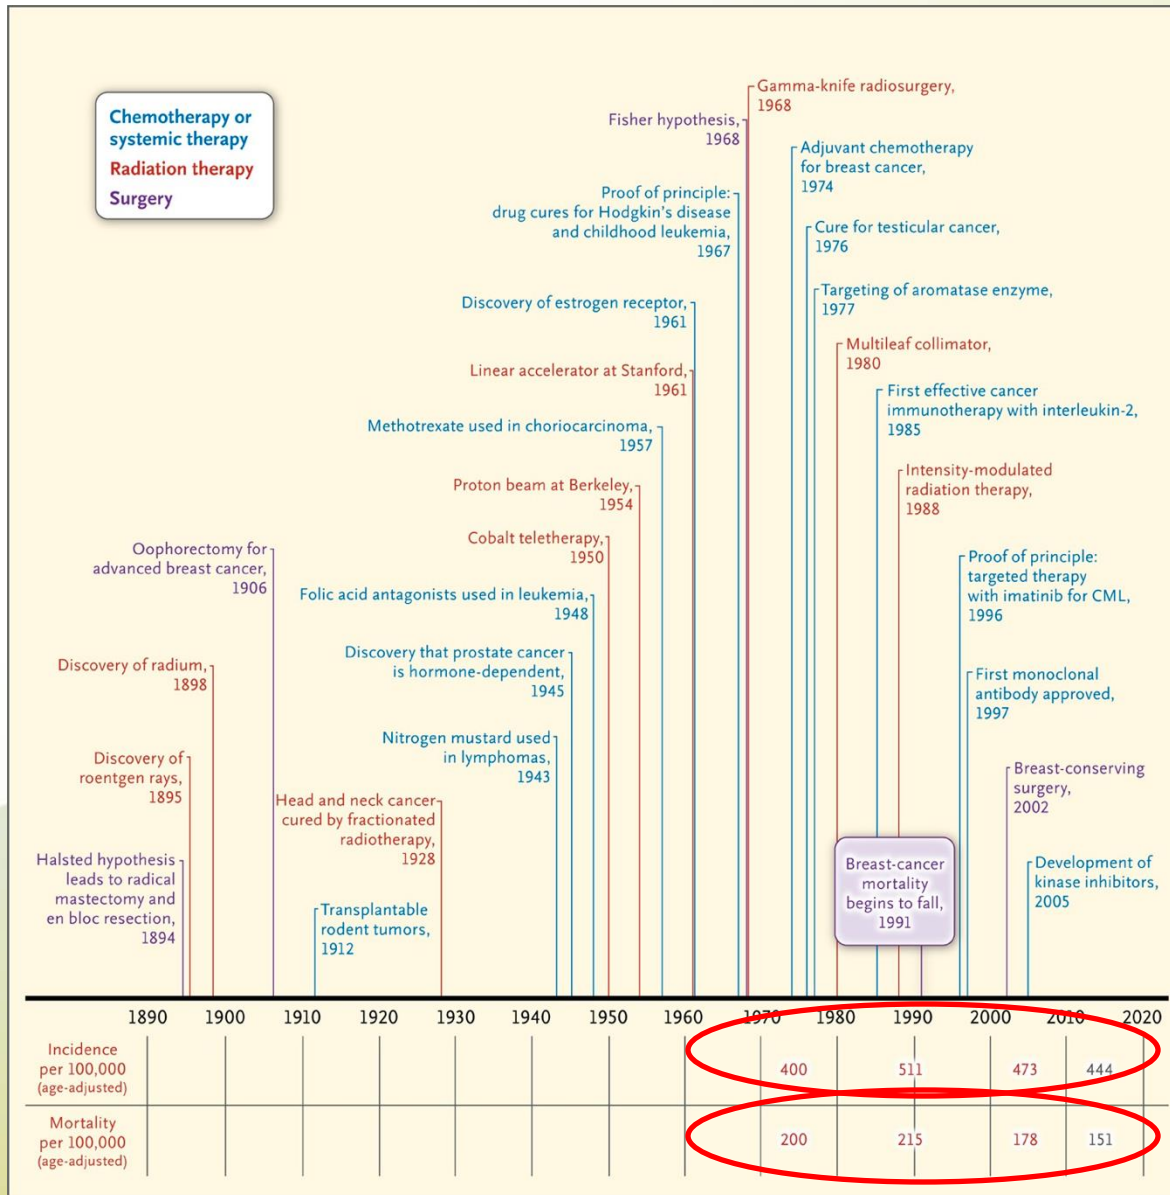 Chemotherapy or
systemic therapy
Radiation therapy
Surgery
Gamma-knife radiosurgery,
1968
Fisher hypothesis,
1968
Adjuvant chemotherapy
for breast cancer,
1974
Proof of principle:
drug cures for Hodgkin's disease
and childhood leukemia,
1967
Cure for testicular cancer,
1976
Targeting of aromatase enzyme,
1977
Discovery of estrogen receptor,
1961
Multileaf collimator,
1980
Linear accelerator at Stanford,
1961
First effective cancer
immunotherapy with interleukin-2,
1985
Methotrexate used in choriocarcinoma,
1957
Intensity-modulated
radiation therapy,
1988
Proton beam at Berkeley,
1954
Cobalt teletherapy,
1950
Oophorectomy for
advanced breast cancer,
1906
Proof of principle:
targeted therapy
with imatinib for CML,
1996
Folic acid antagonists used in leukemia,
1948
Discovery that prostate cancer
is hormone-dependent,
1945
Discovery of radium,
1898
First monoclonal
antibody approved,
1997
Nitrogen mustard used
in lymphomas,
1943
Discovery of
roentgen rays,
1895
Breast-conserving
surgery,
2002
Head and neck cancer
cured by fractionated
radiotherapy,
1928
Halsted hypothesis
leads to radical
mastectomy and
en bloc resection,
1894
Breast-cancer
mortality
begins to fall,
1991
Development of
kinase inhibitors,
2005
Transplantable
rodent tumors,
1912
1890 1900 1910 1920 1930 1940 1950 1960 1970 1980 1990 2000 2010 2020
Incidence
per 100,000
(age-adjusted)
400 511 473 444
Mortality
per 100,000
(age-adjusted)
200 215 178 151